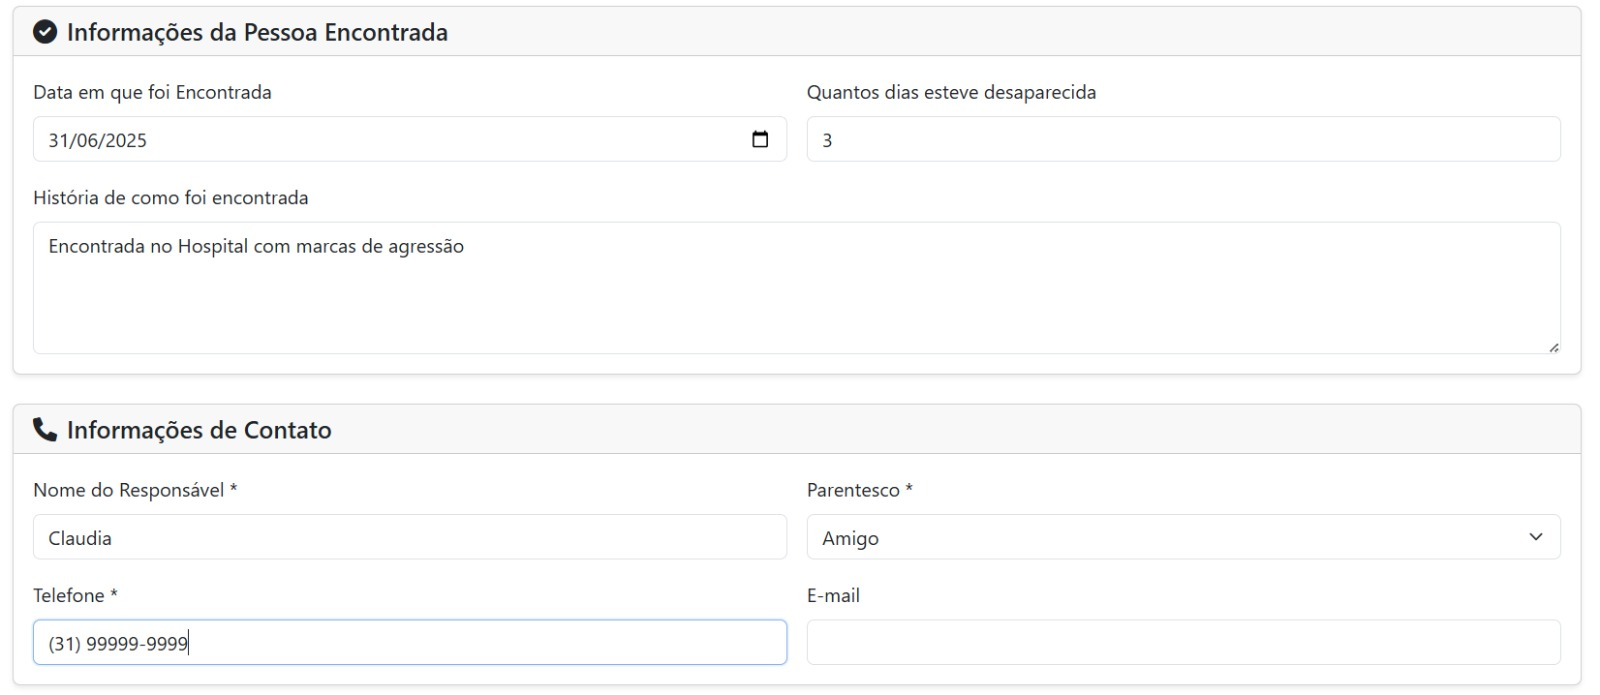 Informações da Pessoa Encontrada
Data em que foi Encontrada
Quantos dias esteve desaparecida
31/06/2025
3
História de como foi encontrada
Encontrada no Hospital com marcas de agressão
Informações de Contato
Nome do Responsável *
Parentesco *
Claudia
Amigo
Telefone *
E-mail
(31) 99999-9999